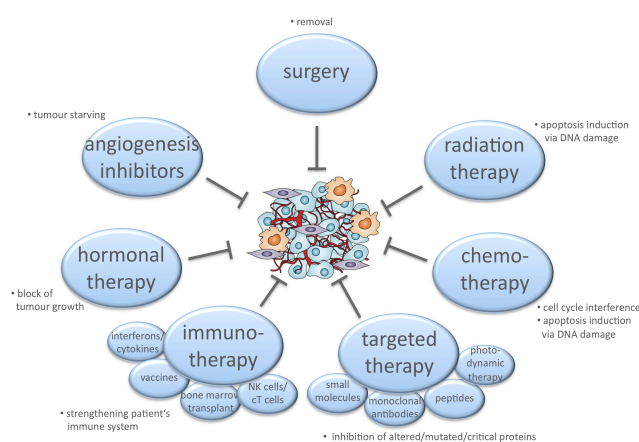 • removal
surgery
• tumour starving
angiogenesis
inhibitors
• apoptosis induction
via DNA damage
radiation
therapy
hormonal
therapy
• block of
tumour growth
chemo-
therapy
• cell cycle interference
• apoptosis induction
via DNA damage
immuno-
therapy
interferons/
cytokines
vaccines
bone marrow
transplant
NK cells/
cT cells
• strengthening patient's
immune system
targeted
therapy
small
molecules
monoclonal
antibodies
peptides
photo-
dynamic
therapy
• inhibition of altered/mutated/critical proteins